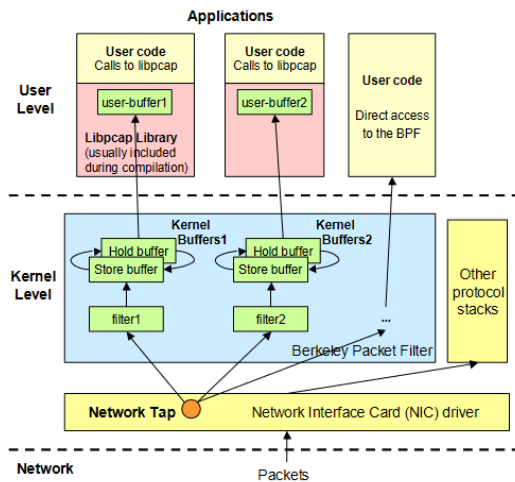 Applications
User code
Calls to libpcap
User code
Calls to libpcap
User code
Direct access
to the BPF
User
Level
user-buffer1
user-buffer2
Libpcap Library
(usually included
during compilation)
Kernel
Buffers1
Kernel
Buffers2
Hold buffer
Store buffer
Hold buffer
Store buffer
Kernel
Level
Other
protocol
stacks
filter1
filter2
...
Berkeley Packet Filter
Network Tap
Network Interface Card (NIC) driver
Network
Packets